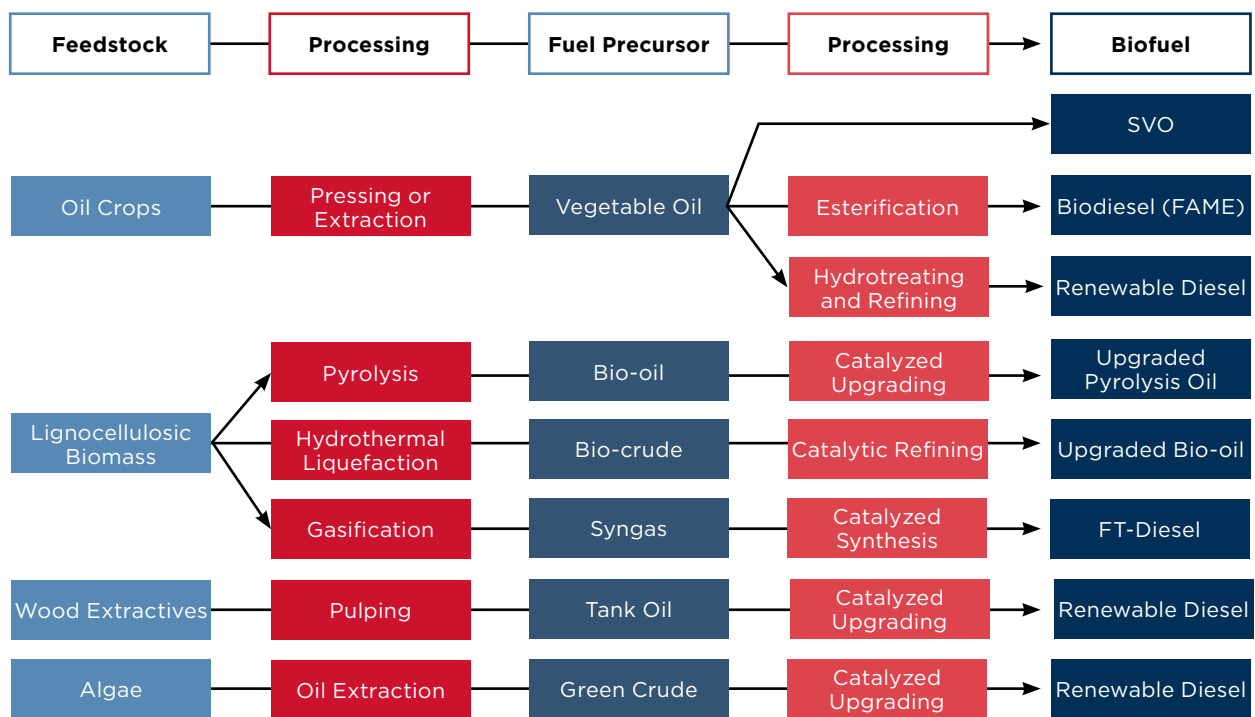 Feedstock
Processing
Fuel Precursor
Processing
Biofuel
SVO
Oil Crops
Pressing or
Extraction
Vegetable Oil
Esterification
Biodiesel (FAME)
Hydrotreating
and Refining
Renewable Diesel
Lignocellulosic
Biomass
Pyrolysis
Bio-oil
Catalyzed
Upgrading
Upgraded
Pyrolysis Oil
Hydrothermal
Liquefaction
Bio-crude
Catalytic Refining
Upgraded Bio-oil
Gasification
Syngas
Catalyzed
Synthesis
FT-Diesel
Wood Extractives
Pulping
Tank Oil
Catalyzed
Upgrading
Renewable Diesel
Algae
Oil Extraction
Green Crude
Catalyzed
Upgrading
Renewable Diesel